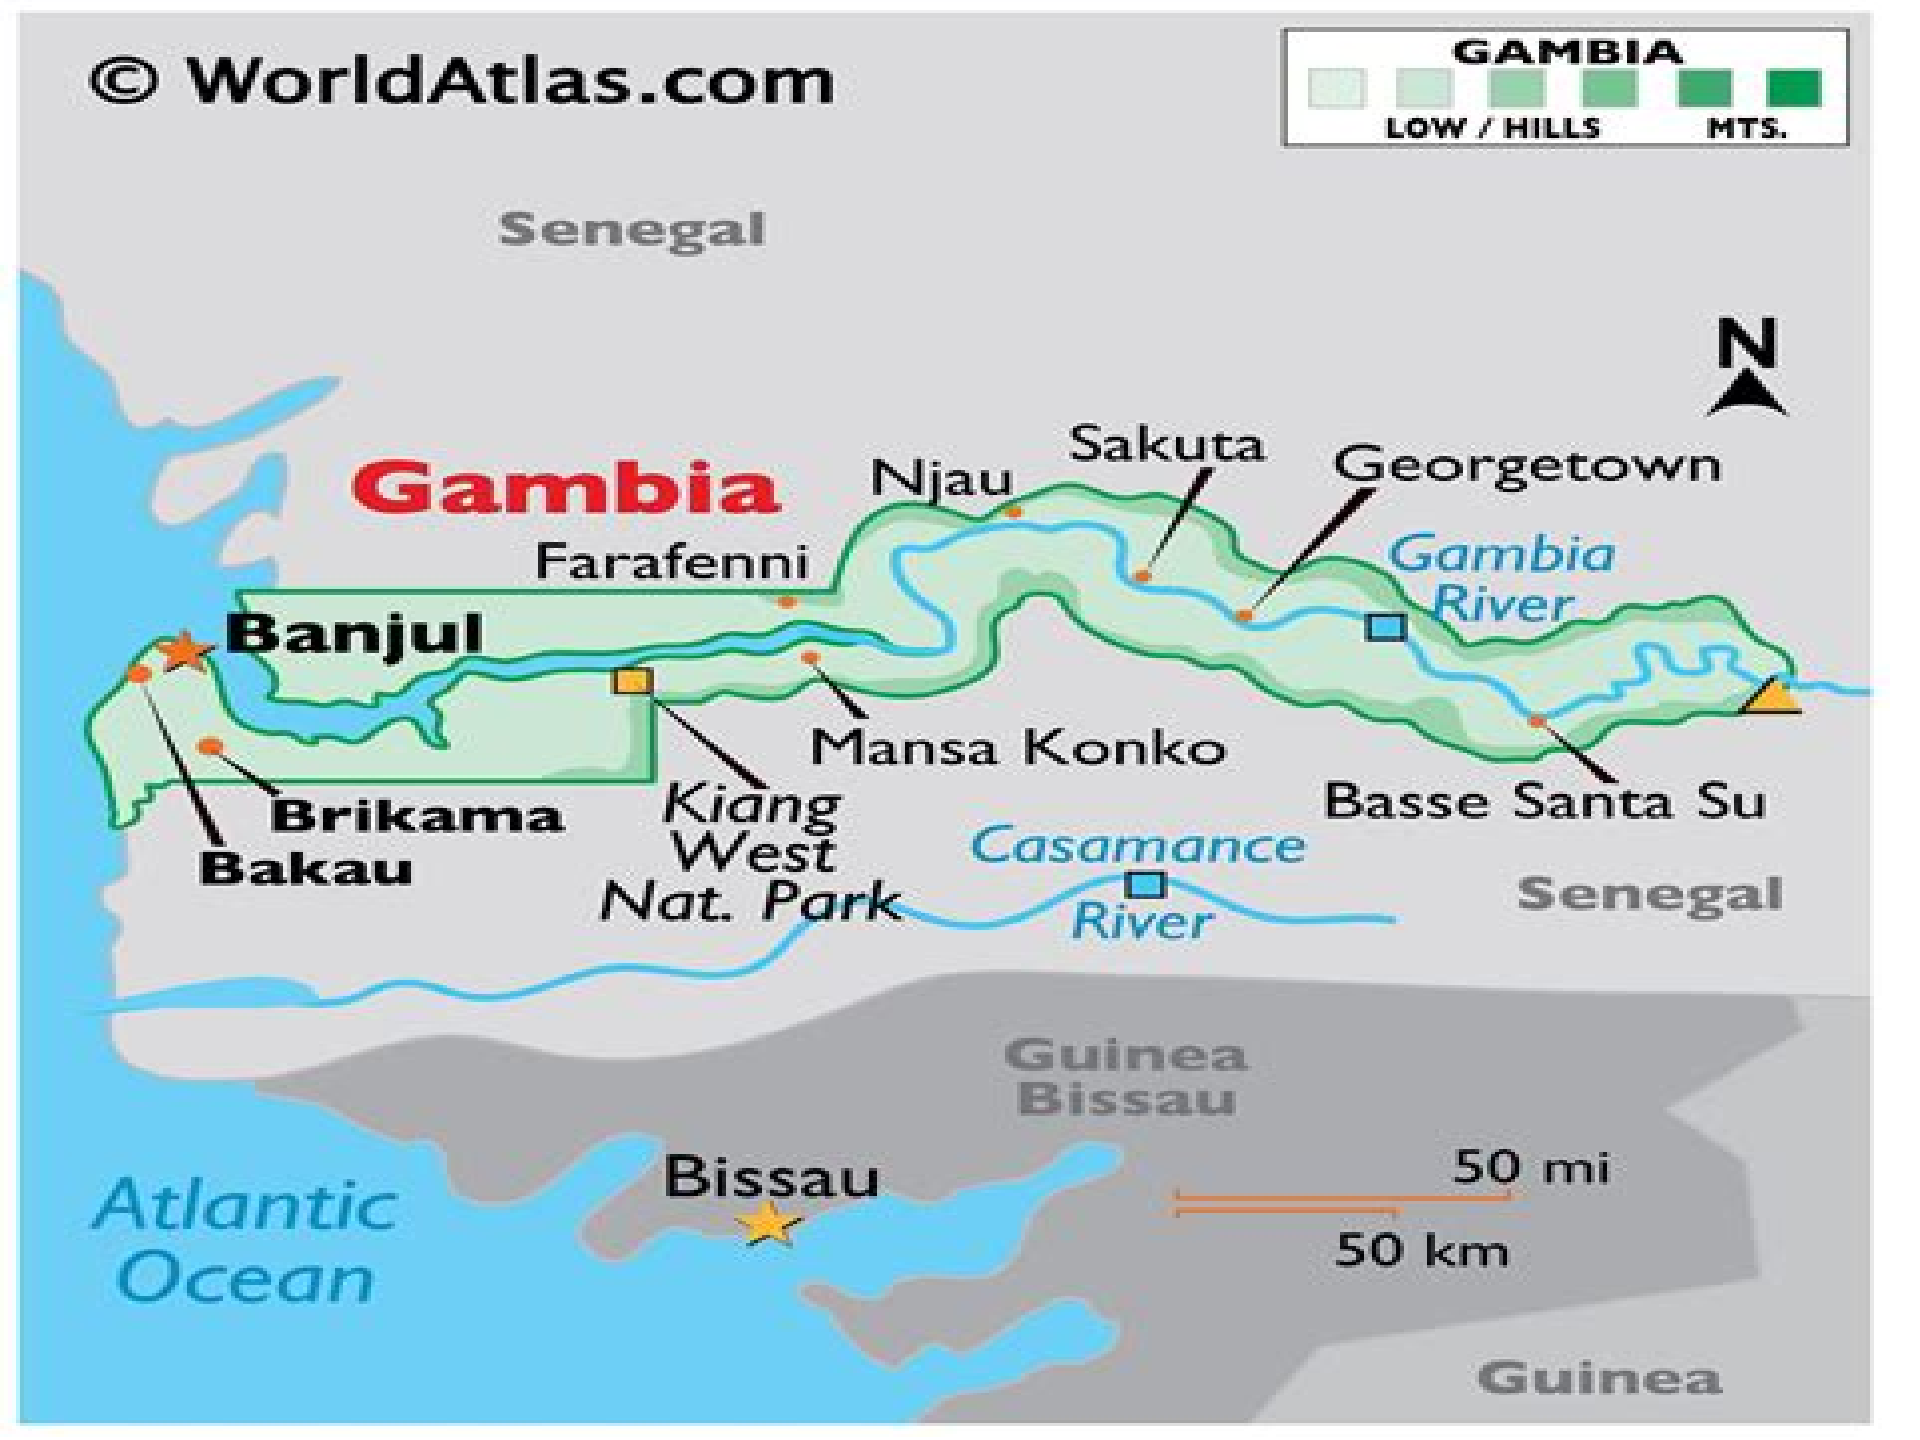 © WorldAtlas.com
GAMBIA
LOW / HILLS MTS.
Senegal
N
Sakuta
Georgetown
Njau
Gambia
Gambia
River
Farafenni
Banjul
Mansa Konko
Kiang
West
Nat. Park
Brikama
Bakau
Basse Santa Su
Casamance
River
Senegal
Guinea
Bissau
Bissau
50 mi
50 km
Atlantic
Ocean
Guinea